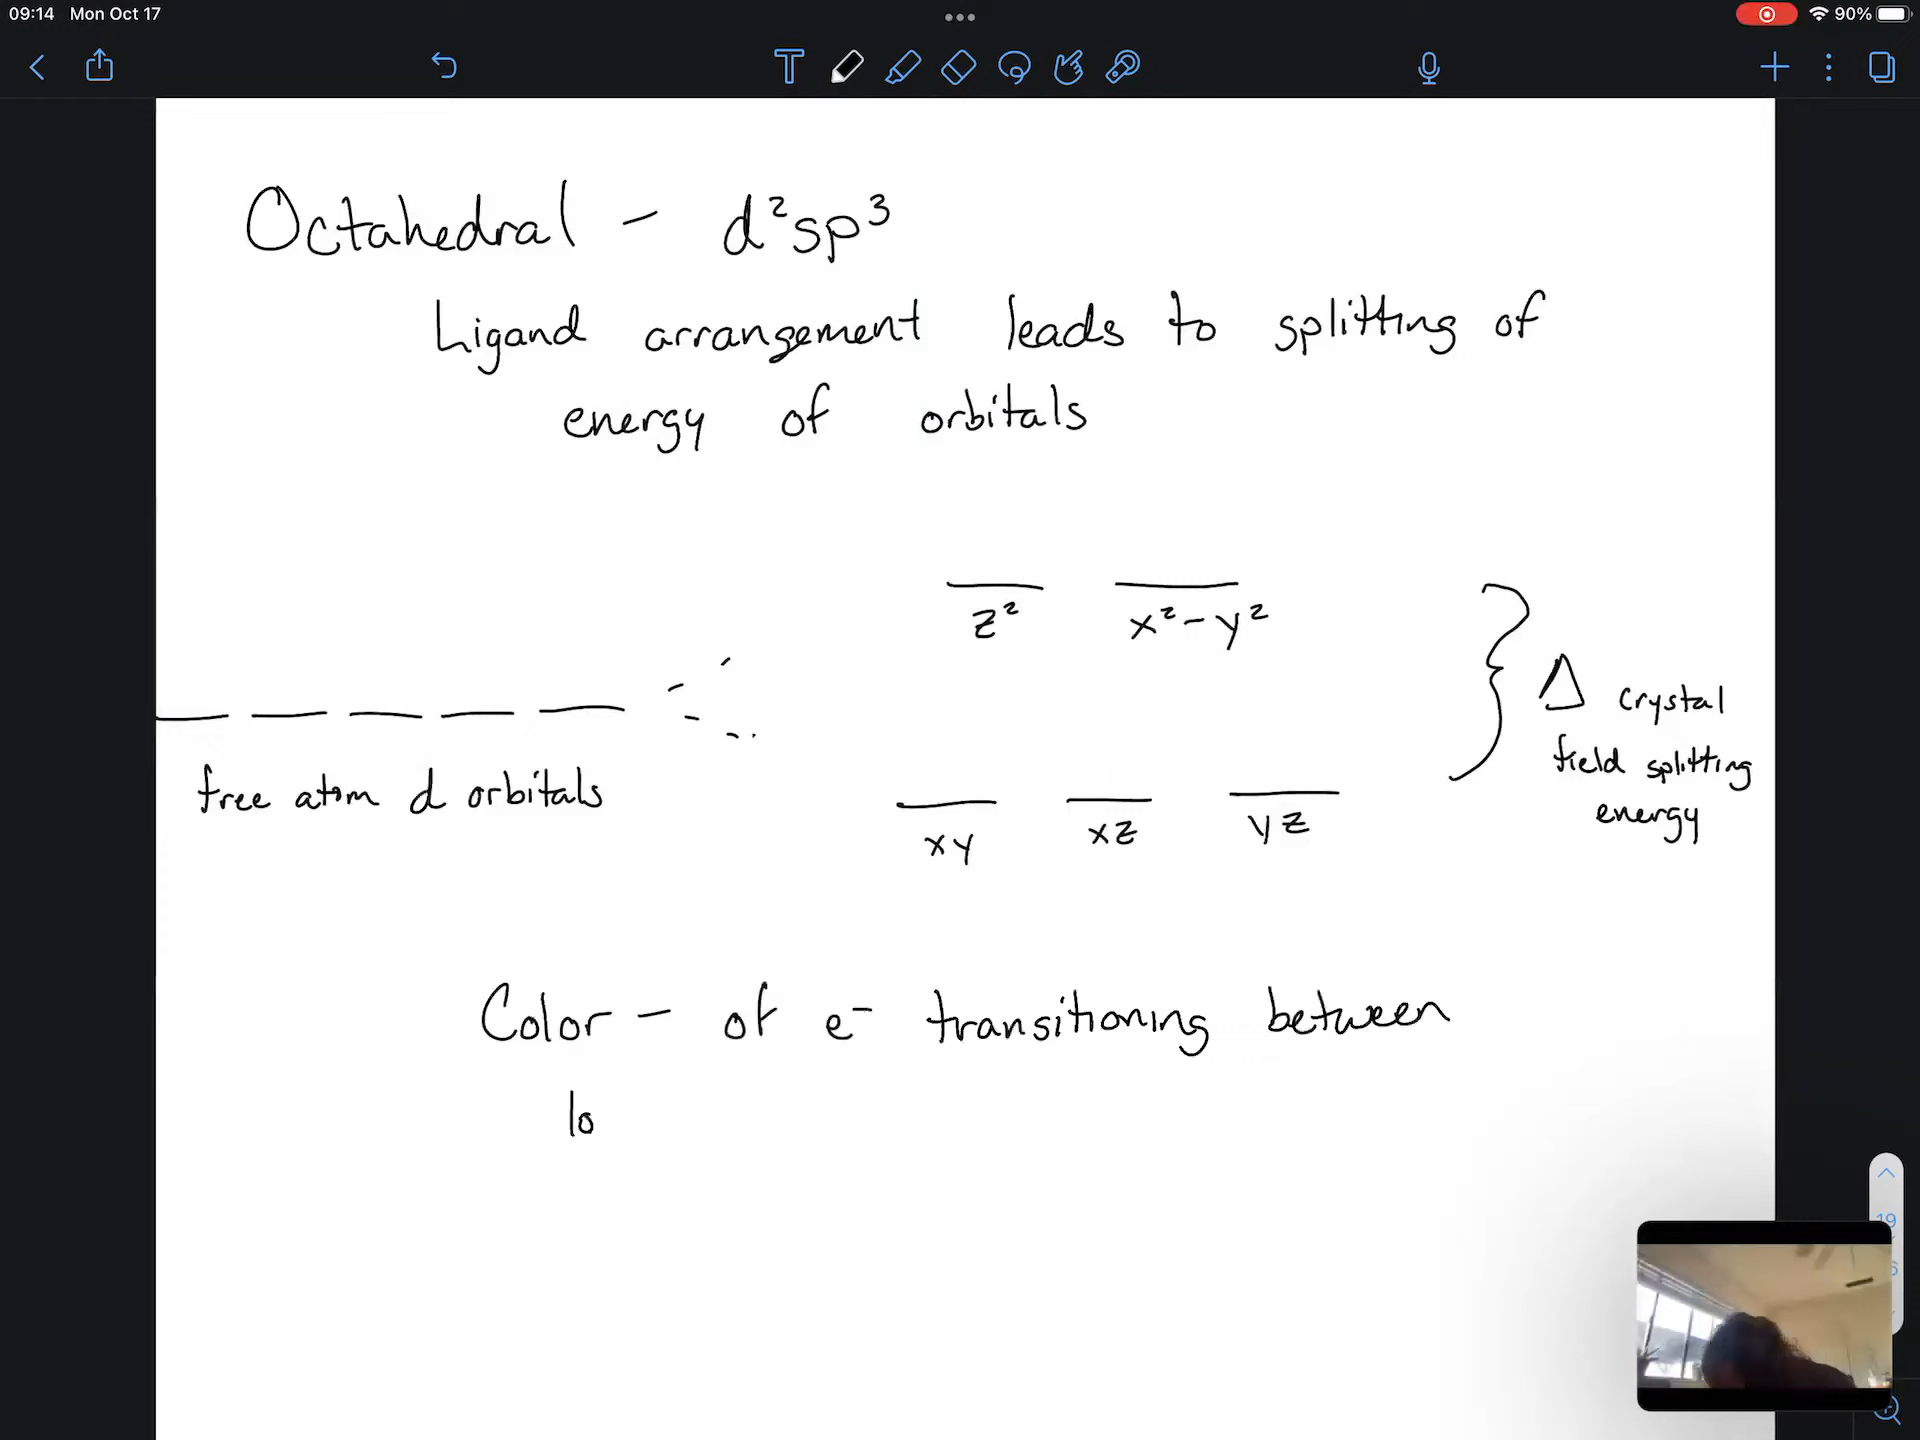 09:14 Mon Oct 17
90%
Octahedral - d²sp³
Ligand arrangement leads to splitting of
energy of orbitals
z² x²-y²
Δ crystal
field splitting
energy
free atom d orbitals
xy xz yz
Color - of e⁻ transitioning between
lo
19